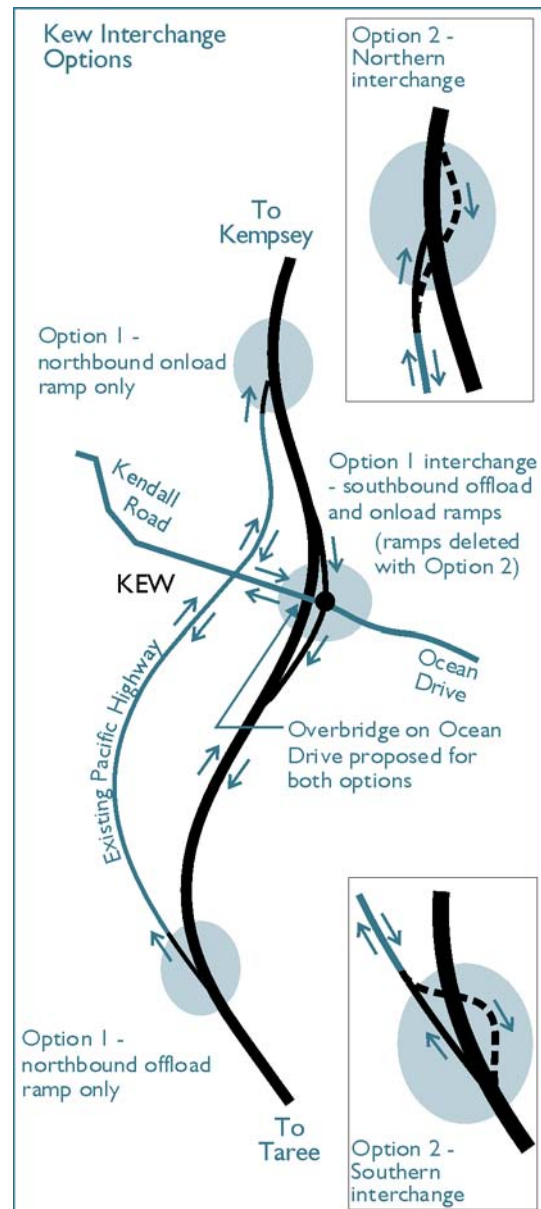 Kew Interchange
Options
Option 2 -
Northern
interchange
To
Kempsey
Option 1 -
northbound onload
ramp only
Kendall
Road
Option 1 interchange
- southbound offload
and onload ramps
(ramps deleted
with Option 2)
KEW
Ocean
Drive
Existing Pacific Highway
Overbridge on Ocean
Drive proposed for
both options
Option 1 -
northbound offload
ramp only
To
Taree
Option 2 -
Southern
interchange